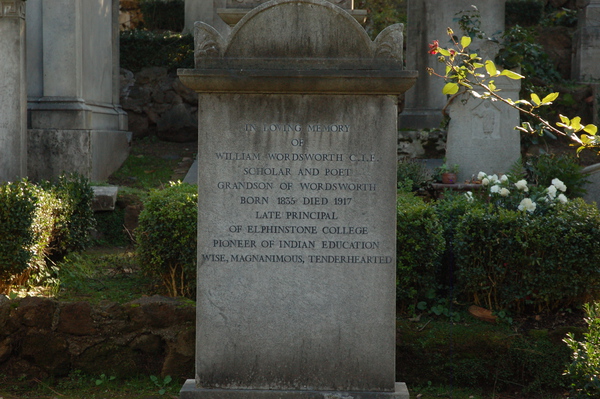 IN LOVING MEMORY
OF
WILLIAM WORDSWORTH C.I.E.
SCHOLAR AND POET
GRANDSON OF WORDSWORTH
BORN 1835 DIED 1917
LATE PRINCIPAL
OF ELPHINSTONE COLLEGE
PIONEER OF INDIAN EDUCATION
WISE, MAGNANIMOUS, TENDERHEARTED